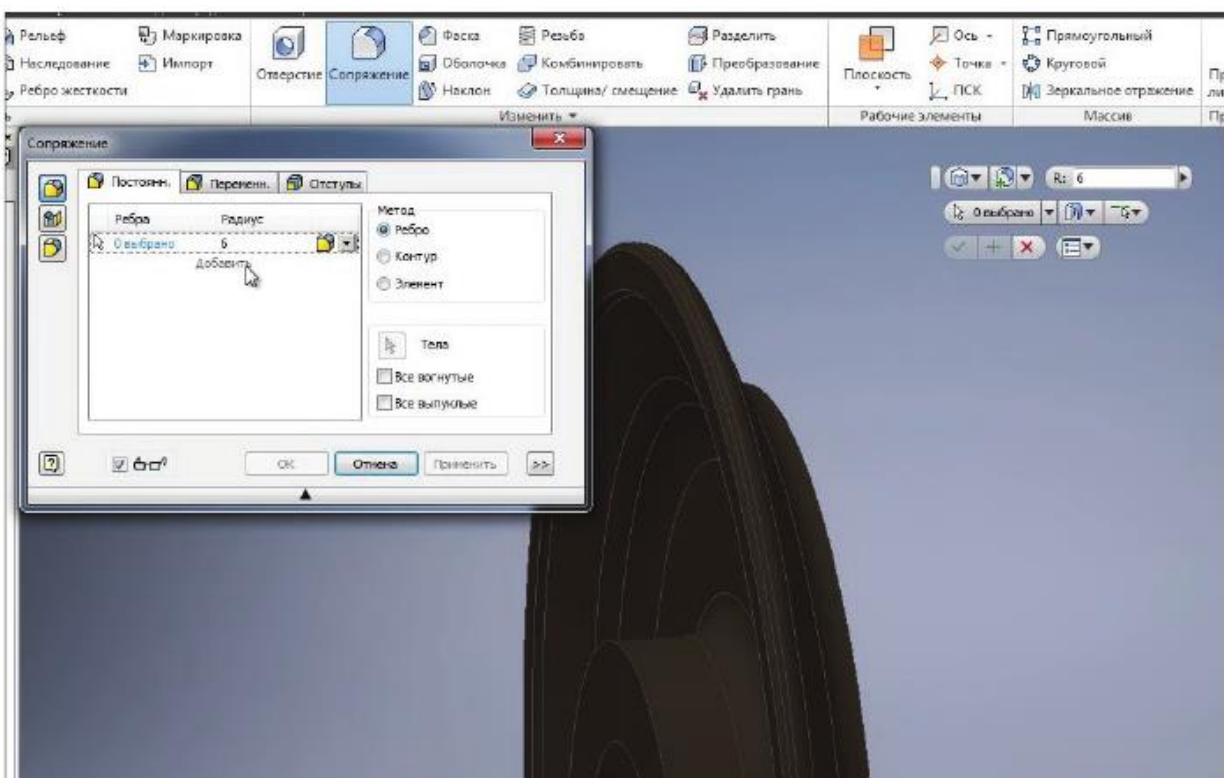 Рельеф
Маркировка
Наследование
Импорт
Ребро жесткости
Отверстие
Сопряжение
Фаска
Резьба
Оболочка
Комбинировать
Наклон
Толщина/ смещение
Разделить
Преобразование
Удалить грань
Изменить
Плоскость
Ось
Точка
ПСК
Рабочие элементы
Прямоугольный
Круговой
Зеркальное отражение
Массив
Сопряжение
Постоянн.
Переменн.
Отступы
Ребра
Радиус
0 выбрано
6
Добавить
Метод
Ребро
Контур
Элемент
Тела
Все вогнутые
Все выпуклые
?
OK
Отмена
Применить
>>
R: 6
0 выбрано